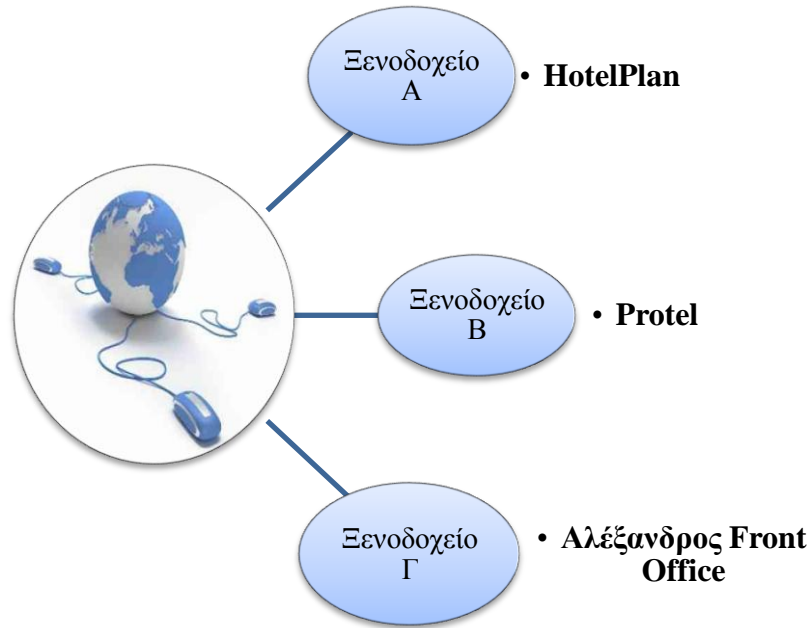 Ξενοδοχείο
Α
• HotelPlan
Ξενοδοχείο
Β
• Protel
Ξενοδοχείο
Γ
• Αλέξανδρος Front
Office